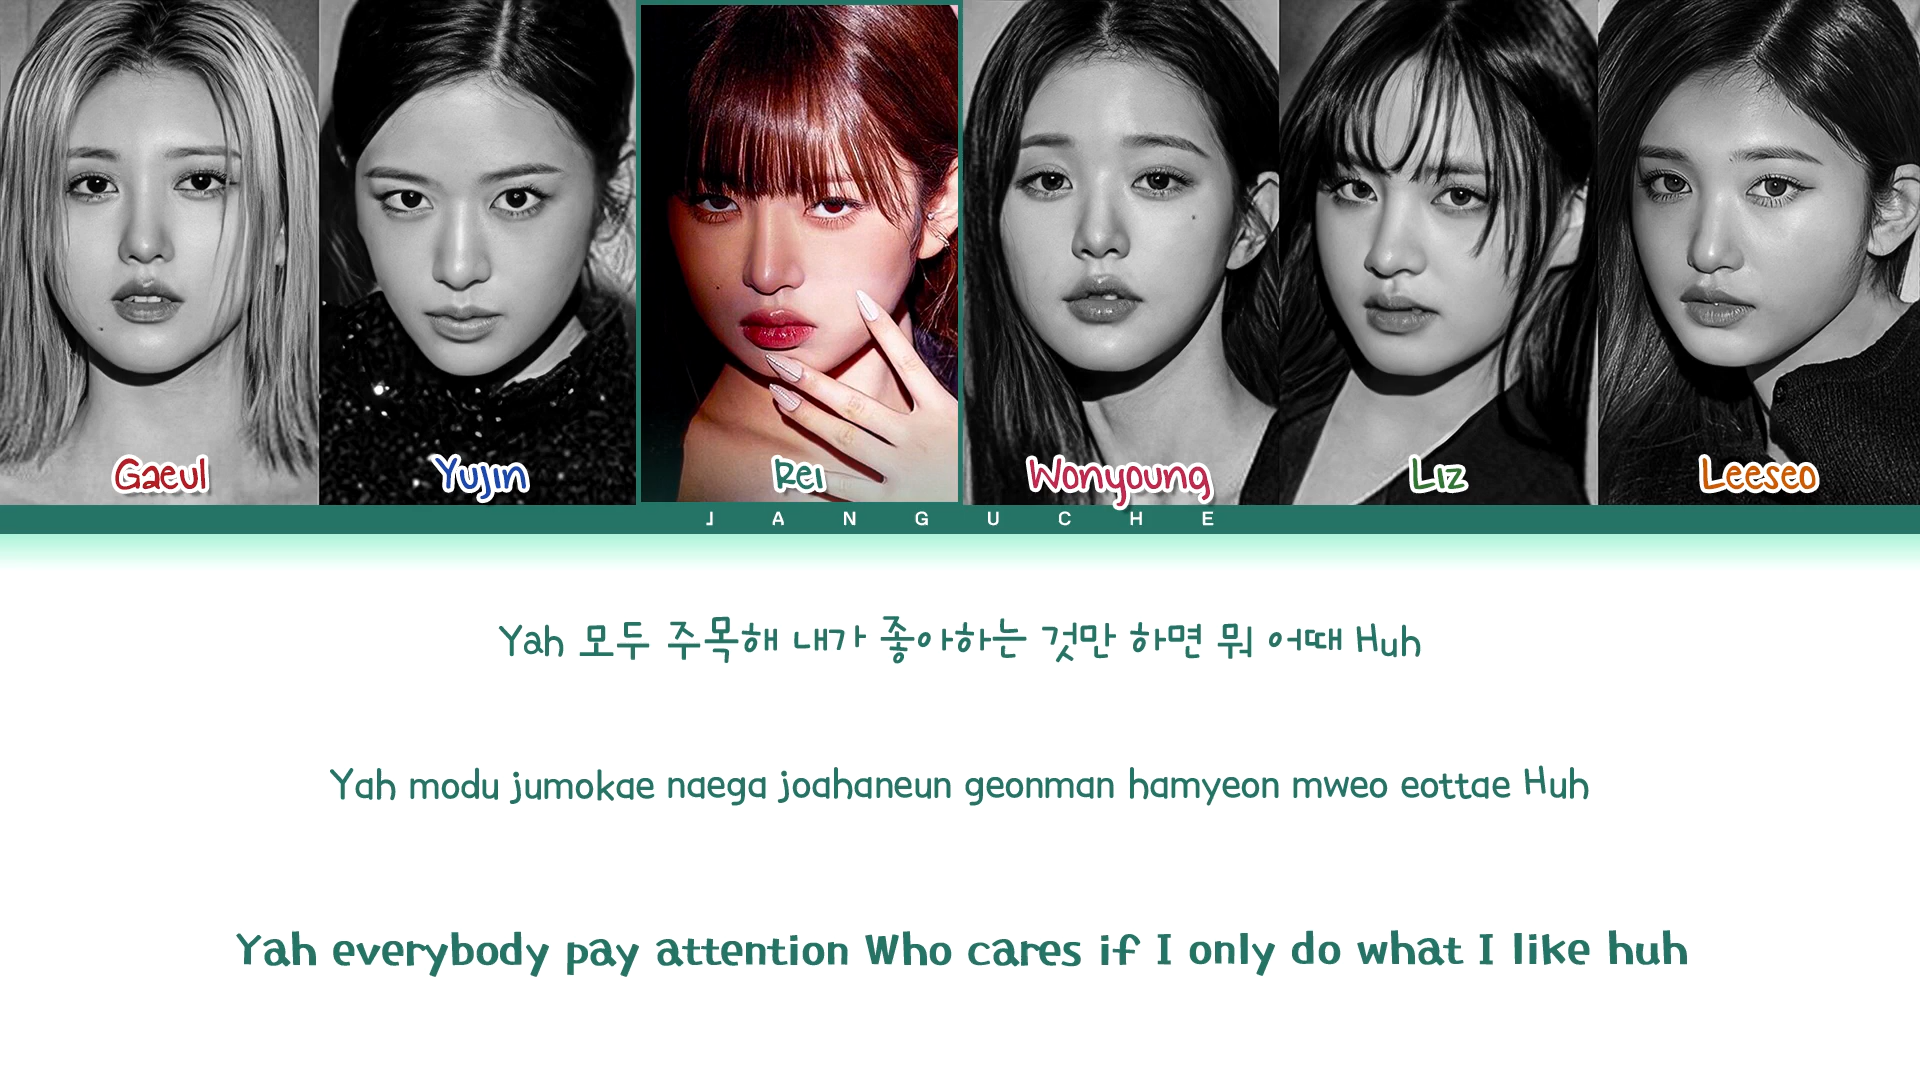 Gaeul Yujin Rei Wonyoung Liz Leeseo
JANGUCHE
Yah 모두 주목해 내가 좋아하는 것만 하면 뭐 어때 Huh
Yah modu jumokae naega joahaneun geonman hamyeon mweo eottae Huh
Yah everybody pay attention Who cares if I only do what I like huh